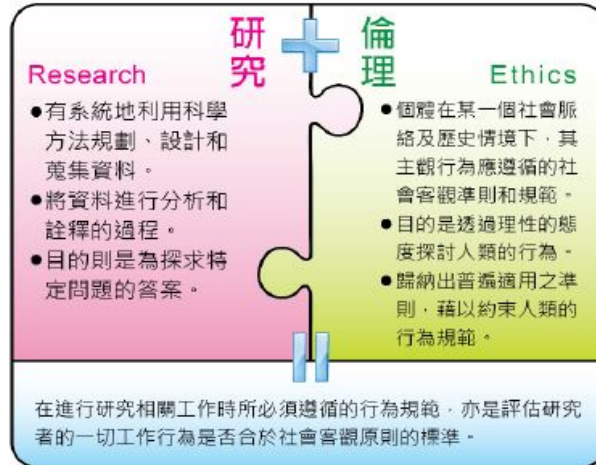 研究
+
倫理
Research
●有系統地利用科學
方法規劃、設計和
蒐集資料。
●將資料進行分析和
詮釋的過程。
●目的則是為探求特
定問題的答案。
Ethics
●個體在某一個社會脈
絡及歷史情境下，其
主觀行為應遵循的社
會客觀準則和規範。
●目的是透過理性的態
度探討人類的行為。
●歸納出普遍適用之準
則，藉以約束人類的
行為規範。
=
在進行研究相關工作時所必須遵循的行為規範，亦是評估研究
者的一切工作行為是否合於社會客觀原則的標準。